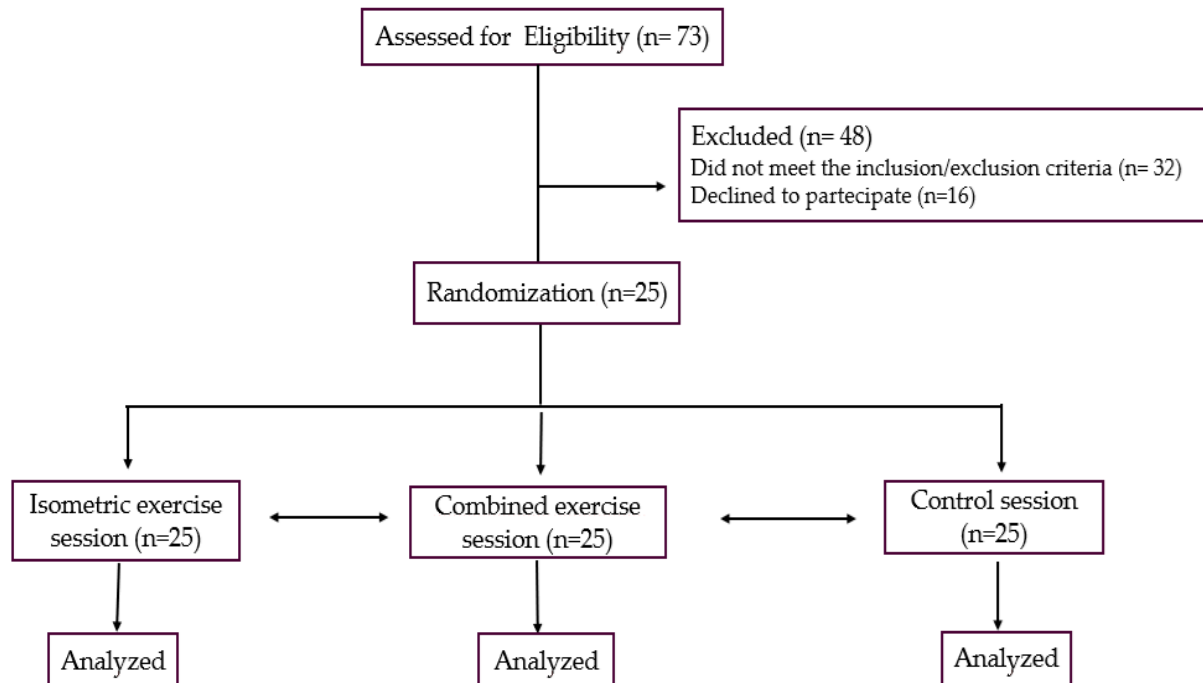 Assessed for Eligibility (n= 73)
Excluded (n= 48)
Did not meet the inclusion/exclusion criteria (n= 32)
Declined to partecipate (n=16)
Randomization (n=25)
Isometric exercise
session (n=25)
Combined exercise
session (n=25)
Control session
(n=25)
Analyzed
Analyzed
Analyzed